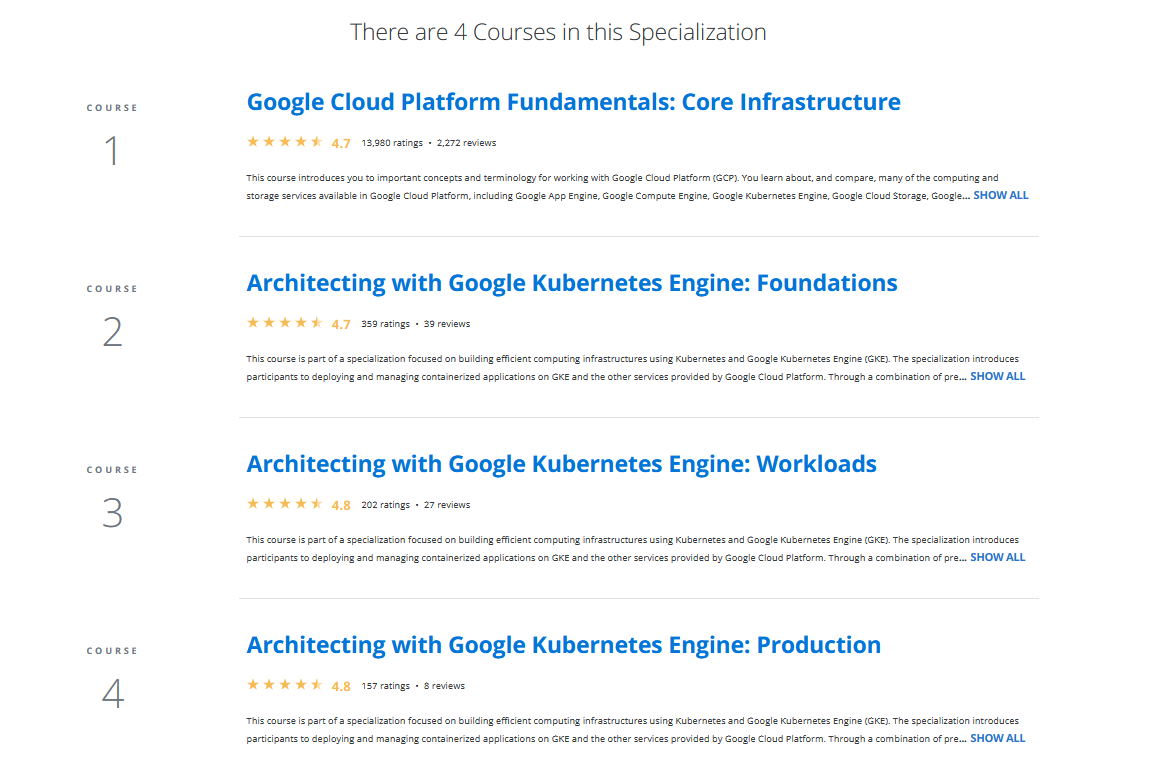 There are 4 Courses in this Specialization
COURSE
1
Google Cloud Platform Fundamentals: Core Infrastructure
4.7 13,980 ratings • 2,272 reviews
This course introduces you to important concepts and terminology for working with Google Cloud Platform (GCP). You learn about, and compare, many of the computing and
storage services available in Google Cloud Platform, including Google App Engine, Google Compute Engine, Google Kubernetes Engine, Google Cloud Storage, Google... SHOW ALL
COURSE
2
Architecting with Google Kubernetes Engine: Foundations
4.7 359 ratings • 39 reviews
This course is part of a specialization focused on building efficient computing infrastructures using Kubernetes and Google Kubernetes Engine (GKE). The specialization introduces
participants to deploying and managing containerized applications on GKE and the other services provided by Google Cloud Platform. Through a combination of pre... SHOW ALL
COURSE
3
Architecting with Google Kubernetes Engine: Workloads
4.8 202 ratings • 27 reviews
This course is part of a specialization focused on building efficient computing infrastructures using Kubernetes and Google Kubernetes Engine (GKE). The specialization introduces
participants to deploying and managing containerized applications on GKE and the other services provided by Google Cloud Platform. Through a combination of pre... SHOW ALL
COURSE
4
Architecting with Google Kubernetes Engine: Production
4.8 157 ratings • 8 reviews
This course is part of a specialization focused on building efficient computing infrastructures using Kubernetes and Google Kubernetes Engine (GKE). The specialization introduces
participants to deploying and managing containerized applications on GKE and the other services provided by Google Cloud Platform. Through a combination of pre... SHOW ALL